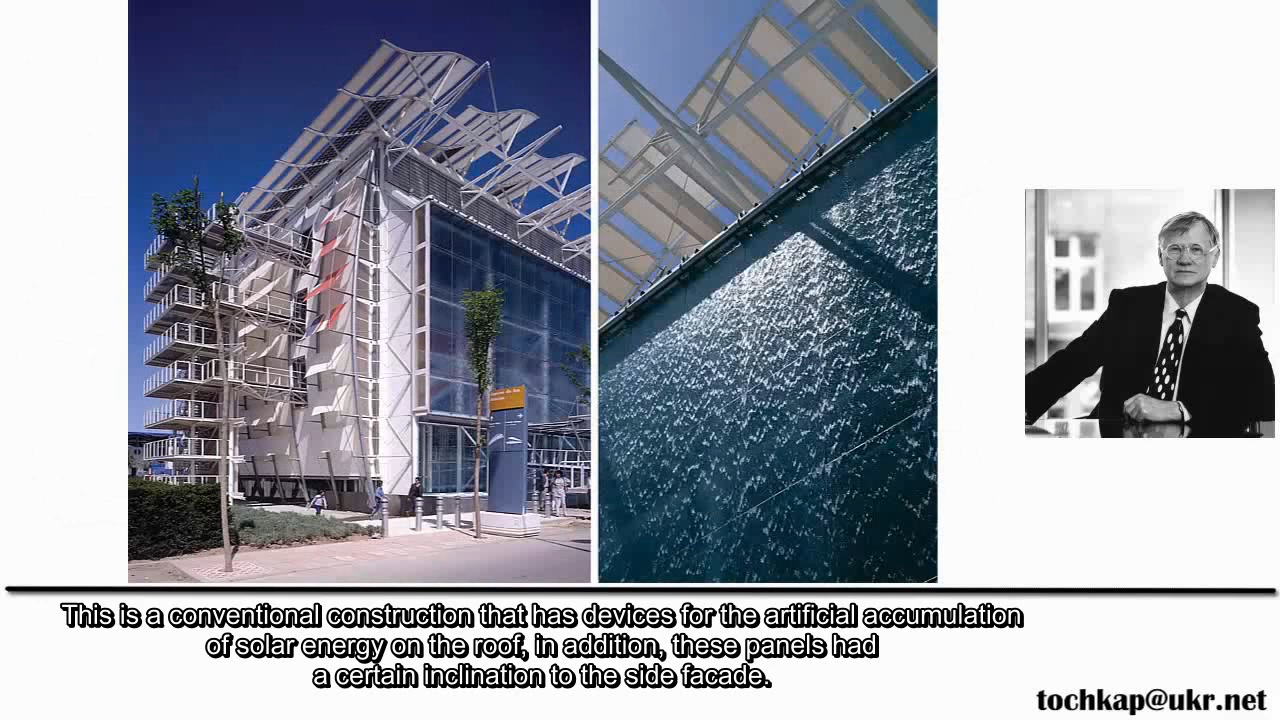 This is a conventional construction that has devices for the artificial accumulation
of solar energy on the roof, in addition, these panels had
a certain inclination to the side facade.
tochkap@ukr.net